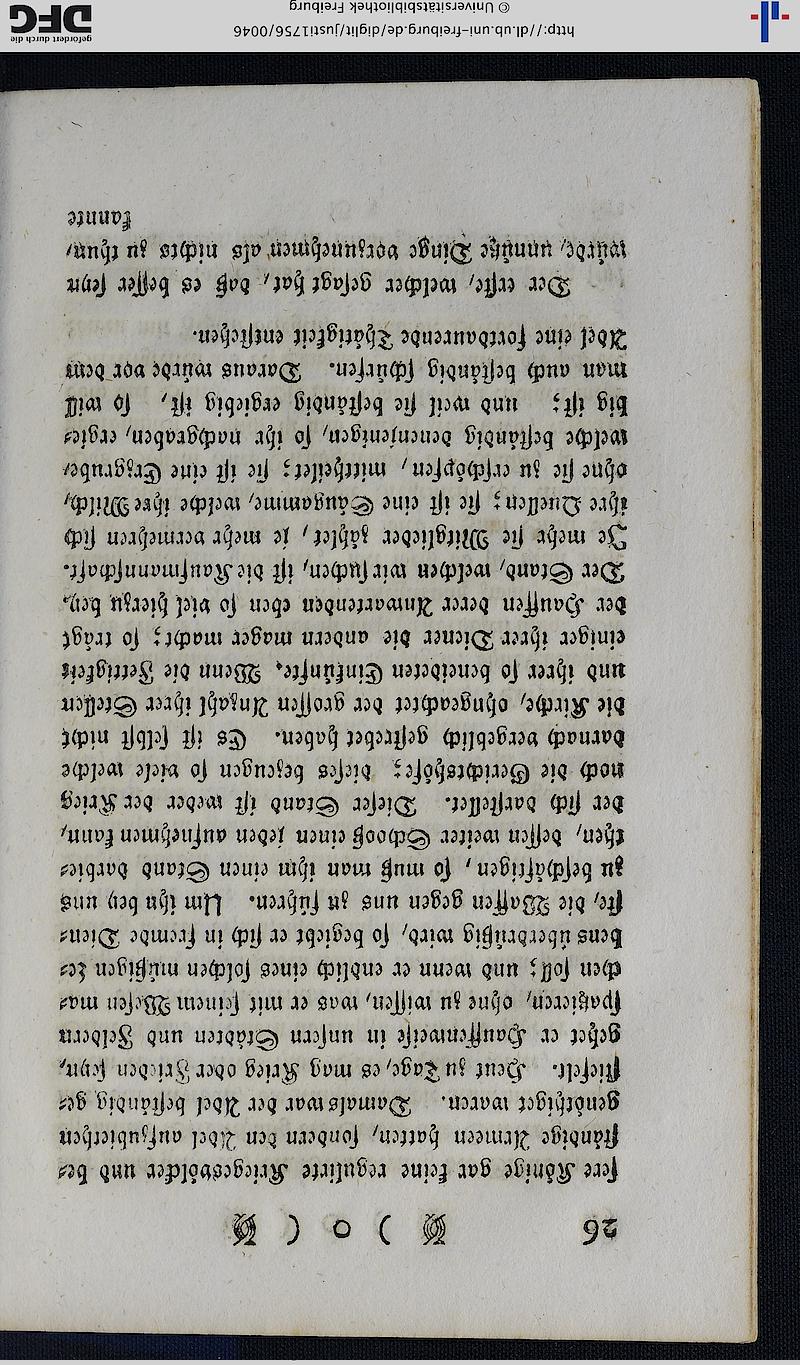 26 ( o )
sere Könige gar keine regulirte Kriegesvölcker und be=
ständige Armeen hatten, sondern den Adel aufzubiethen
genöthiget waren. Damals war der Adel beständig ge=
stiefelt. Heut zu Tage, es mag Krieg oder Frieden seyn,
gehet er Hauffenweise in unsern Städten und Feldern
spatzieren, ohne zu wissen, was er mit seinem Wesen ma=
chen soll; und wenn er endlich eines solchen müßigen Le=
bens überdrüßig wird, so begiebt er sich in fremde Dien=
ste, die Waffen gegen uns zu führen. Um ihn bey uns
zu beschäftigen, so muß man ihm einen Stand darbie=
then, dessen weiter Schooß einen jeden aufnehmen kann,
der sich darstellet. Dieser Stand ist weder der Krieg
noch die Gerichtshöfe; dieses bezeugen so viele welche
darnach vergeblich gestrebet haben. Es ist selbst nicht
die Kirche, ohngeachtet der grossen Anzahl ihrer Stellen
und ihrer so beneideten Einkünfte. Wenn die Fettigkeit
einiger ihrer Diener die andern mager macht; so trägt
der Hauffen derer Anwartenden eben so viel hierzu bey.
Der Stand, welchen wir suchen, ist die Kaufmannschaft.
Je mehr sie Mitglieder zählet, je mehr vermehren sich
ihre Quellen; sie ist eine Säugamme, welche ihre Milch,
ohne sie zu erschöpfen, mittheilet; sie ist eine Ertzgrube,
welche beständig denenjenigen, so ihr nachgraben, ergie=
big ist; und weil sie beständig ergiebig ist, so will
man auch beständig schürfen. Daraus würde vor dem
Adel eine fortdaurende Thätigkeit entstehen.
Der erste, welcher gesagt hat, daß es besser seyn
würde, unnütze Dinge vorzunehmen als nichts zu thun,
kannte
http://dl.ub.uni-freiburg.de/diglit/justi1756/0046
© Universitätsbibliothek Freiburg
gefördert durch die
DFG